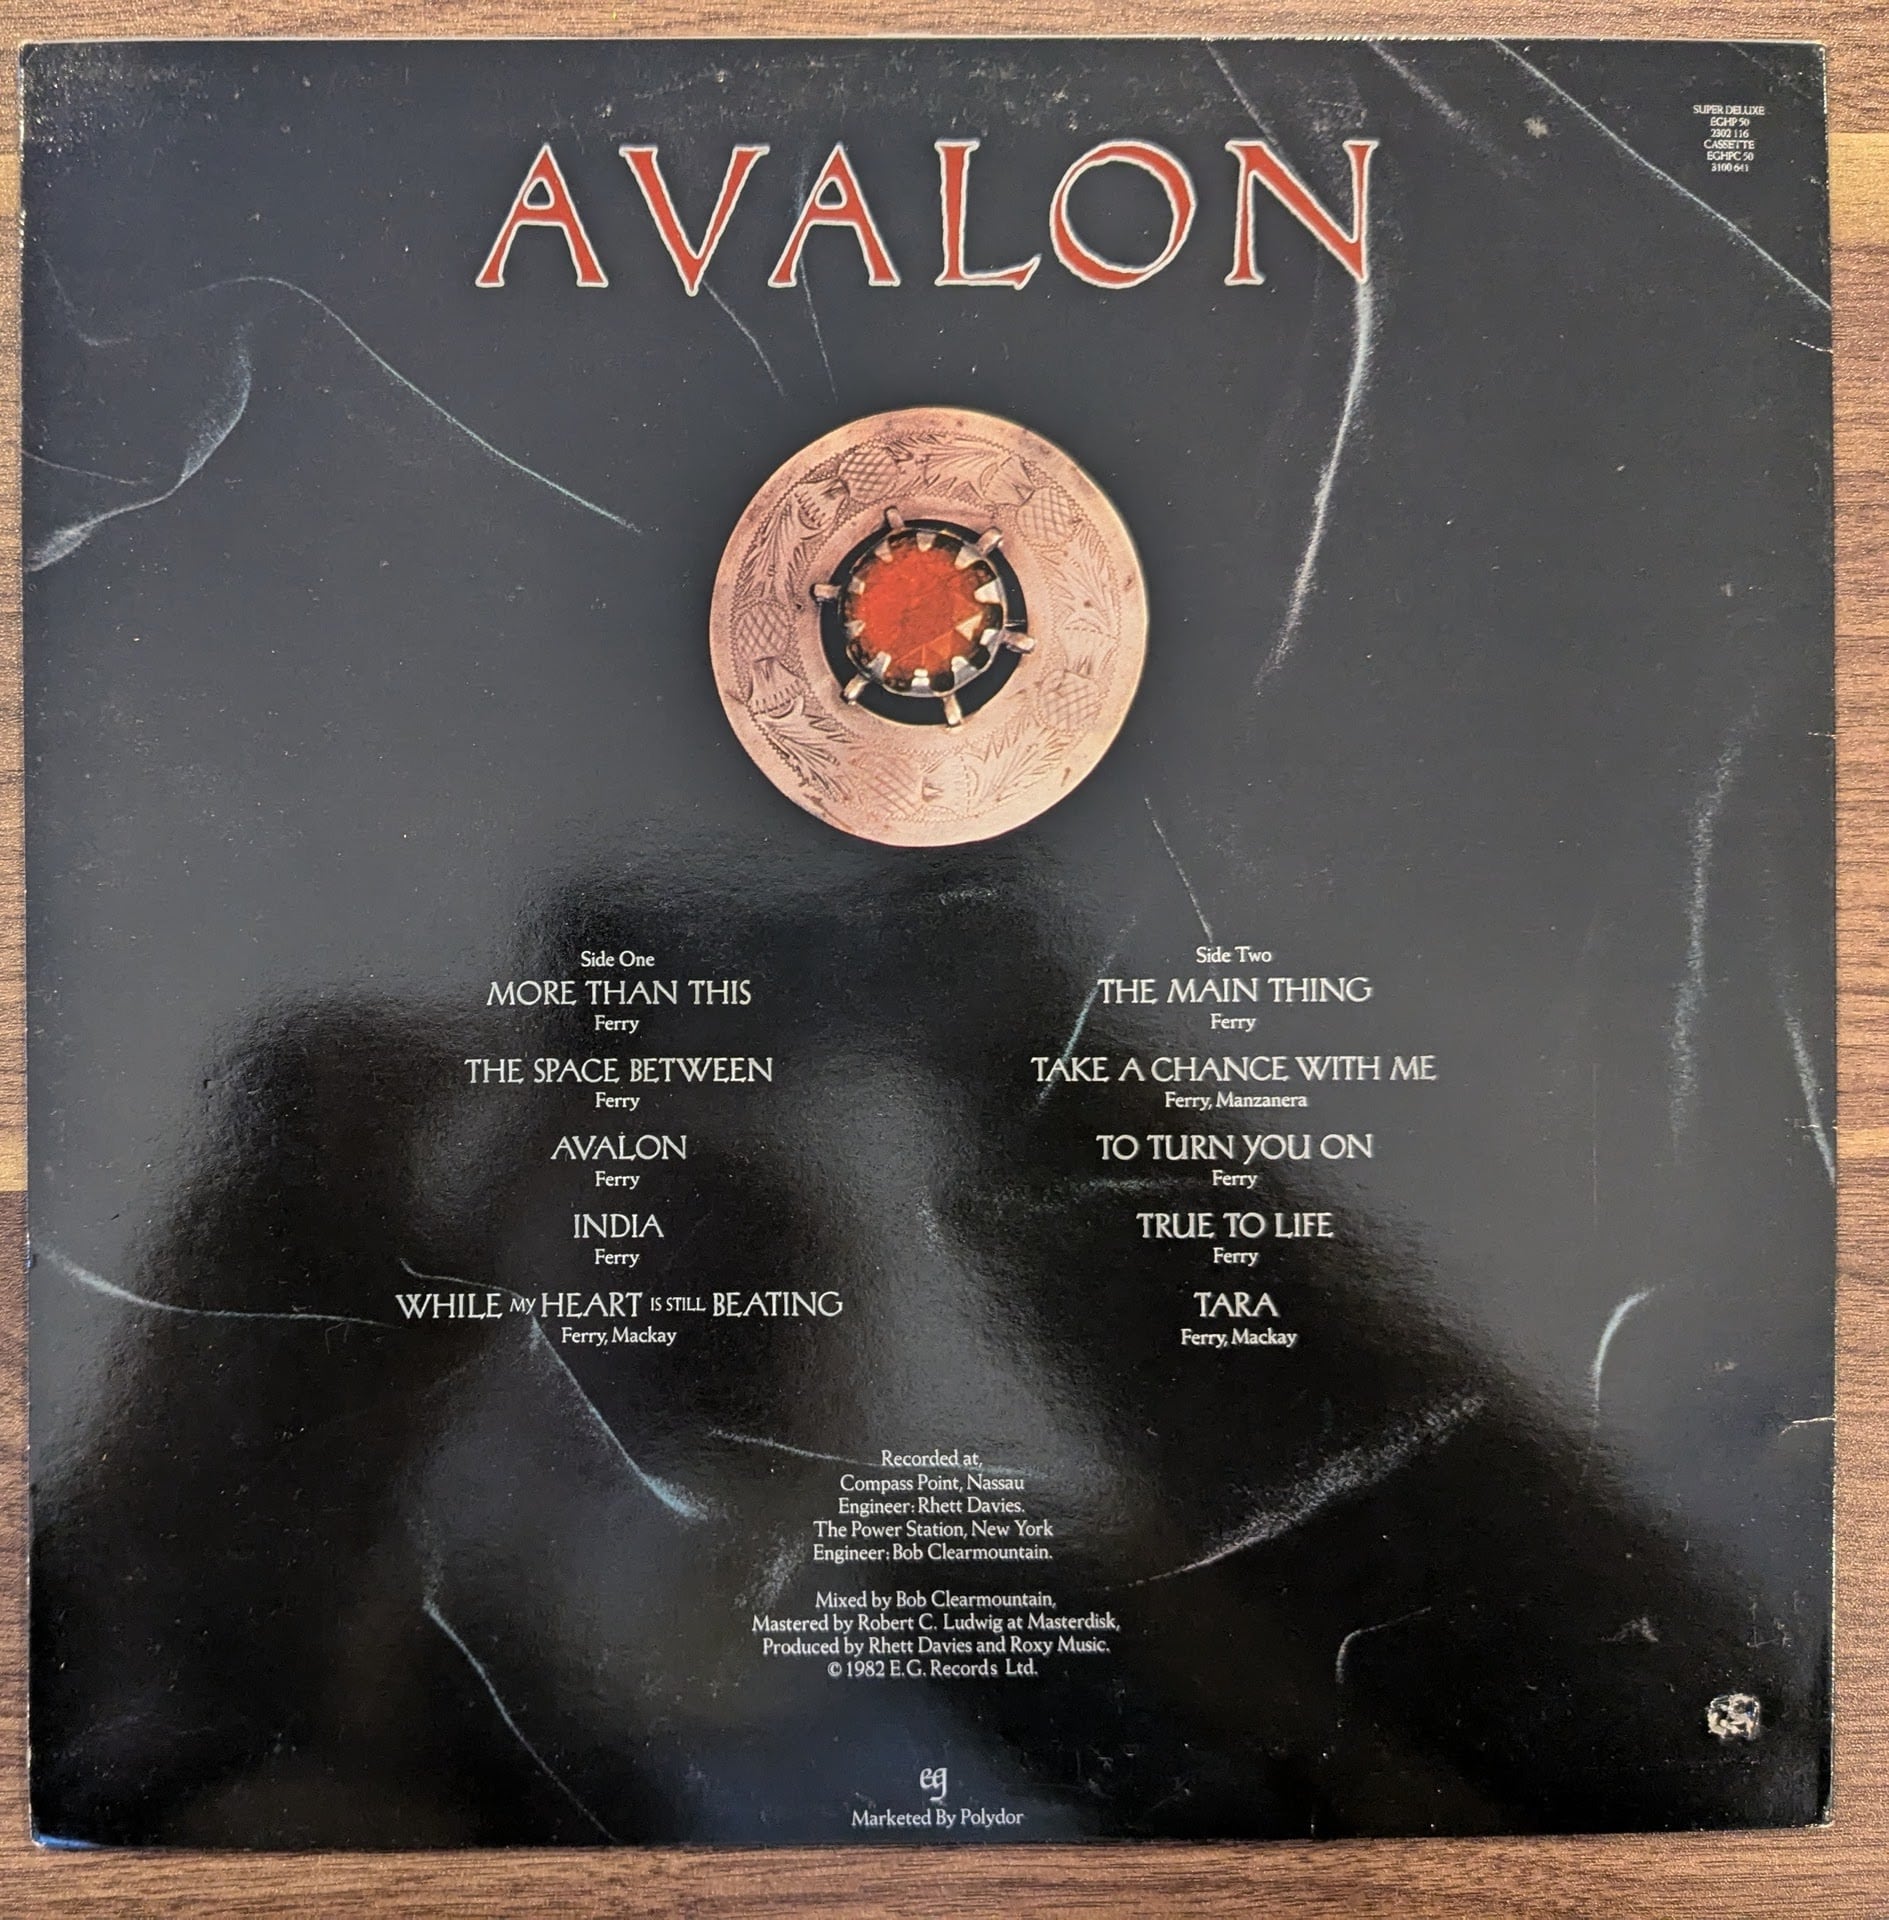 SUPER DELUXE
EGHP 50
2302 116
CASSETTE
EGHPC 50
3100 641
AVALON
Side One
MORE THAN THIS
Ferry
THE SPACE BETWEEN
Ferry
AVALON
Ferry
INDIA
Ferry
WHILE MY HEART IS STILL BEATING
Ferry, Mackay
Side Two
THE MAIN THING
Ferry
TAKE A CHANCE WITH ME
Ferry, Manzanera
TO TURN YOU ON
Ferry
TRUE TO LIFE
Ferry
TARA
Ferry, Mackay
Recorded at,
Compass Point, Nassau
Engineer: Rhett Davies.
The Power Station, New York
Engineer: Bob Clearmountain.
Mixed by Bob Clearmountain,
Mastered by Robert C. Ludwig at Masterdisk,
Produced by Rhett Davies and Roxy Music.
© 1982 E.G. Records Ltd.
eg
Marketed By Polydor